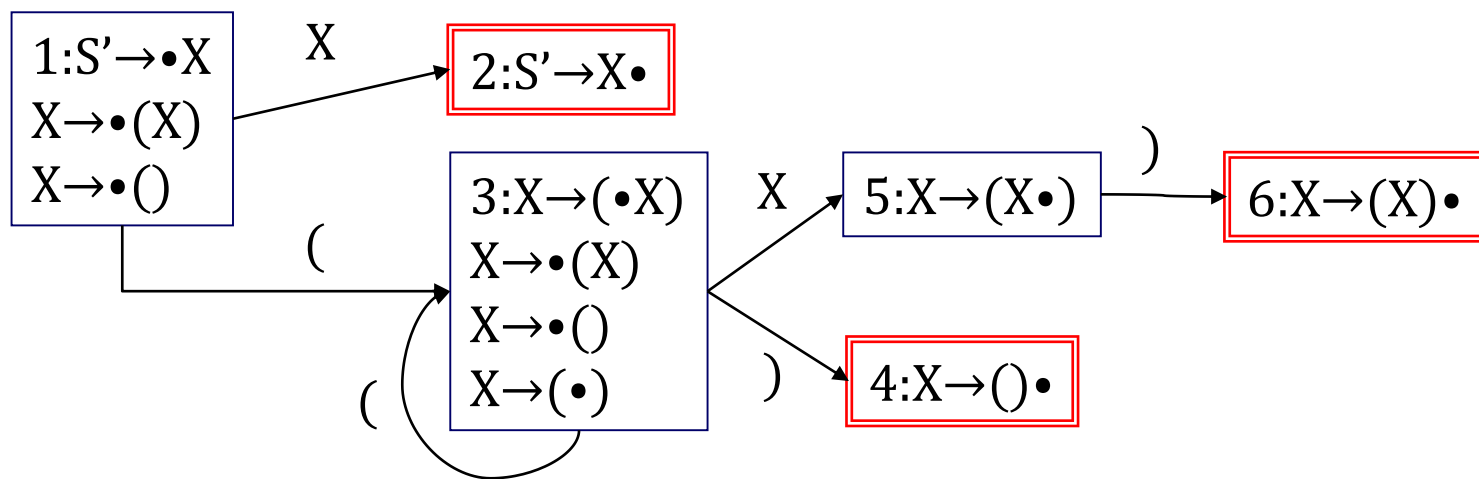 1:S’→•X
X→•(X)
X→•()
X
2:S’→X•
(
3:X→(•X)
X→•(X)
X→•()
X→(•)
(
X
5:X→(X•)
)
6:X→(X)•
)
4:X→()•